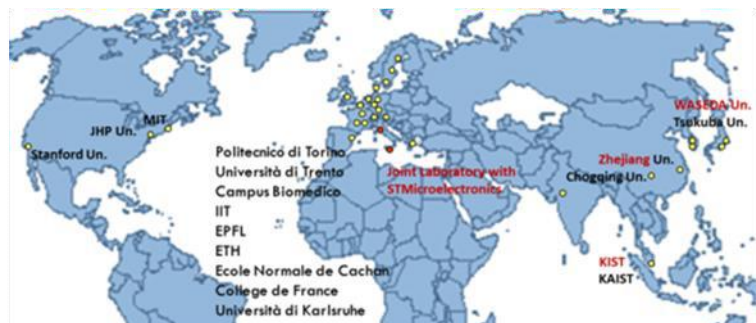 WASEDA Un.
Tsukuba Un.
MIT
JHP Un.
Stanford Un.
Politecnico di Torino
Università di Trento
Campus Biomedico
IIT
EPFL
ETH
Ecole Normale de Cachan
College de France
Università di Karlsruhe
Joint Laboratory with
STMicroelectronics
Zhejiang Un.
Chogqing Un.
KIST
KAIST